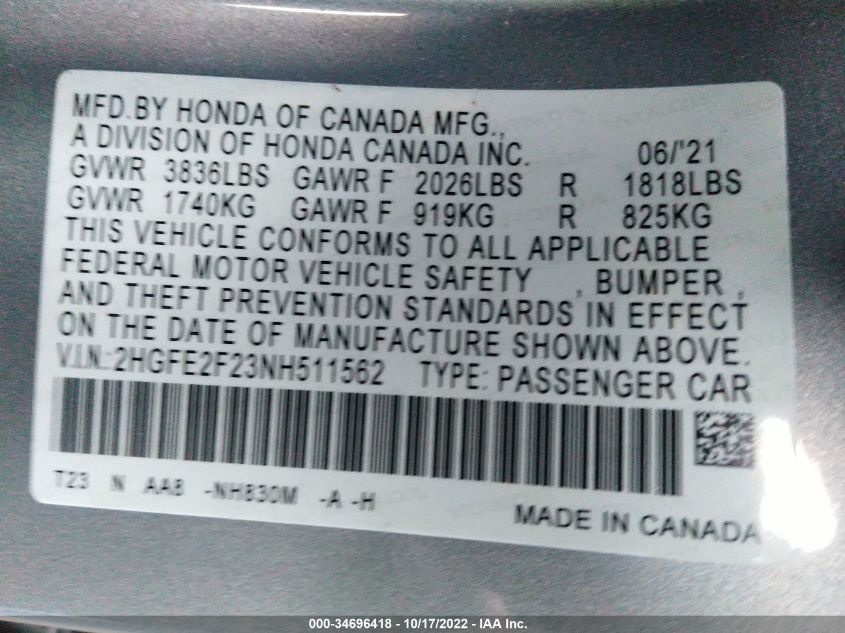 MFD.BY HONDA OF CANADA MFG.,
A DIVISION OF HONDA CANADA INC. 06/'21
GVWR 3836LBS GAWR F 2026LBS R 1818LBS
GVWR 1740KG GAWR F 919KG R 825KG
THIS VEHICLE CONFORMS TO ALL APPLICABLE
FEDERAL MOTOR VEHICLE SAFETY , BUMPER ,
AND THEFT PREVENTION STANDARDS IN EFFECT
ON THE DATE OF MANUFACTURE SHOWN ABOVE.
V.I.N.:2HGFE2F23NH511562 TYPE: PASSENGER CAR
T23 N AA8 -NH830M -A -H
MADE IN CANADA
000-34696418 - 10/17/2022 - IAA Inc.